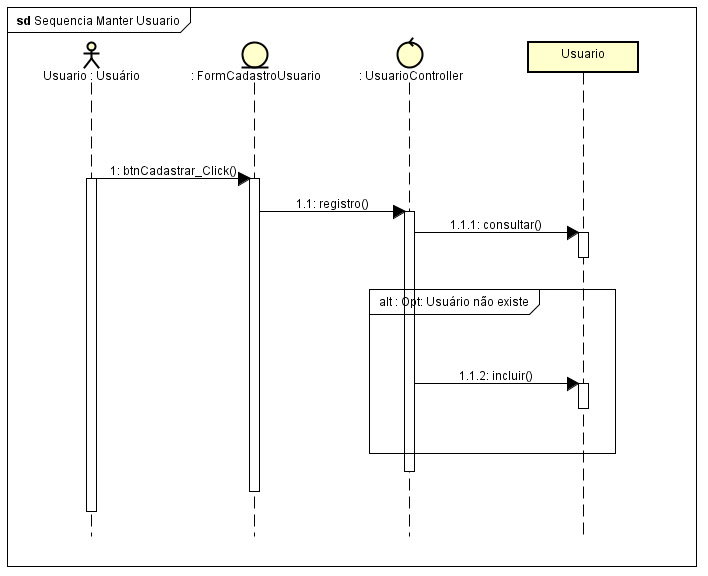 sd Sequencia Manter Usuario
Usuario : Usuário
: FormCadastroUsuario
: UsuarioController
Usuario
1: btnCadastrar_Click()
1.1: registro()
1.1.1: consultar()
alt : Opt: Usuário não existe
1.1.2: incluir()